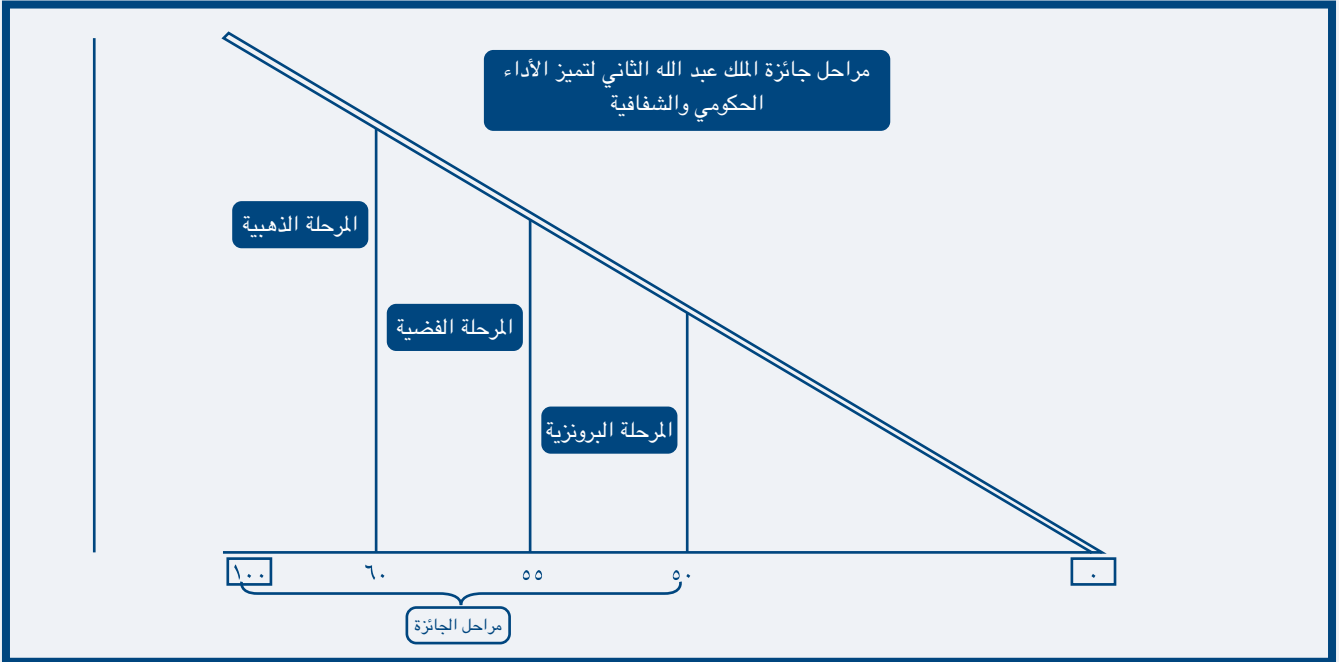 مراحل جائزة الملك عبد الله الثاني لتميز الأداء
الحكومي والشفافية
المرحلة الذهبية
المرحلة الفضية
المرحلة البرونزية
٠
٥٠
٥٥
٦٠
١٠٠
مراحل الجائزة